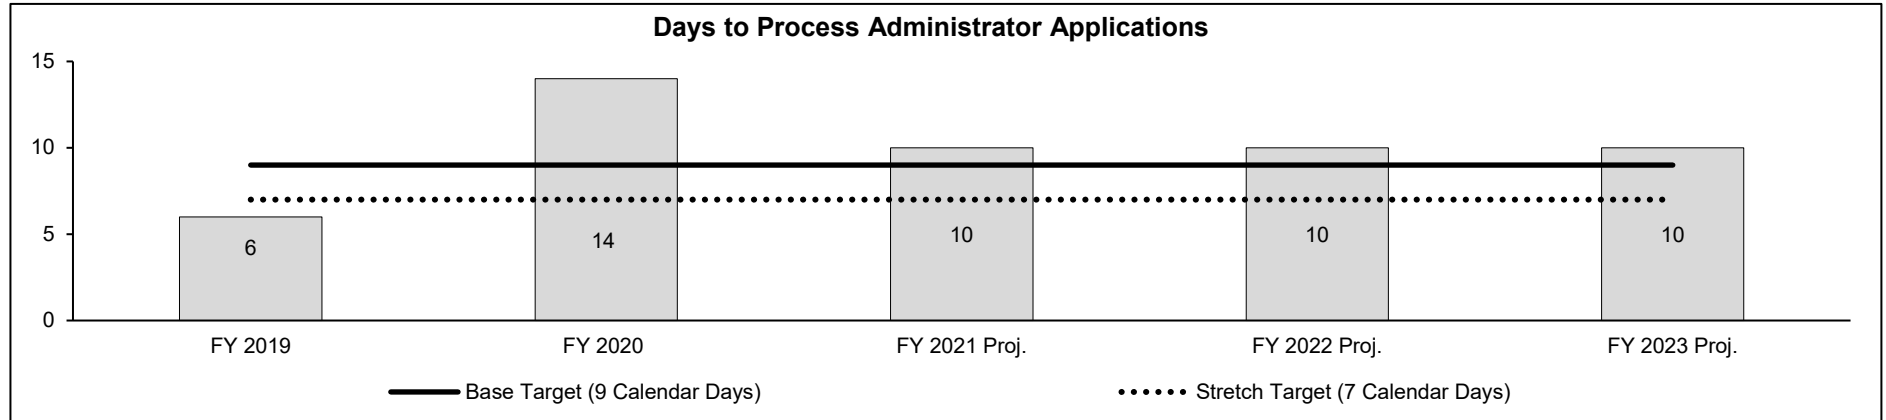 Days to Process Administrator Applications
15
10
5
0
6
14
10
10
10
FY 2019
FY 2020
FY 2021 Proj.
FY 2022 Proj.
FY 2023 Proj.
Base Target (9 Calendar Days)
Stretch Target (7 Calendar Days)